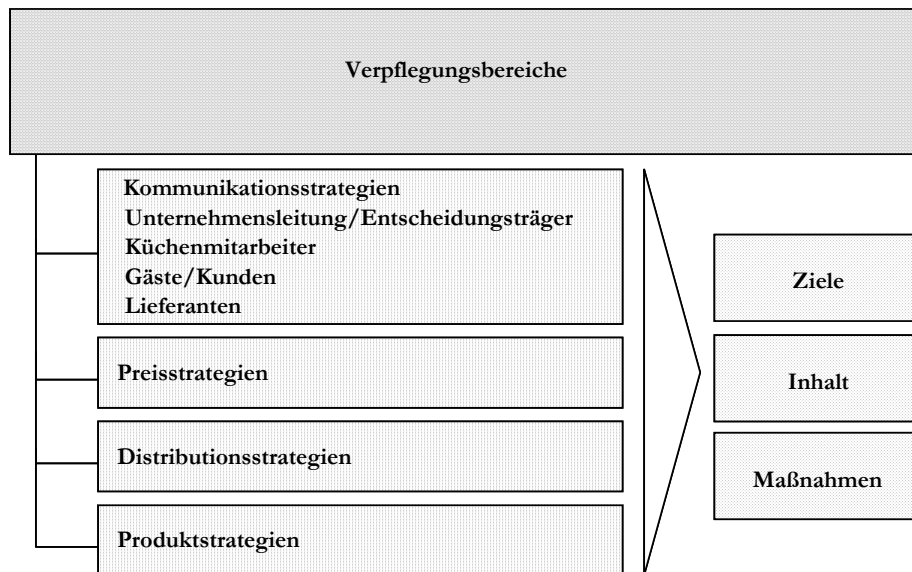 Verpflegungsbereiche
Kommunikationsstrategien
Unternehmensleitung/Entscheidungsträger
Küchenmitarbeiter
Gäste/Kunden
Lieferanten
Preisstrategien
Distributionsstrategien
Produktstrategien
Ziele
Inhalt
Maßnahmen